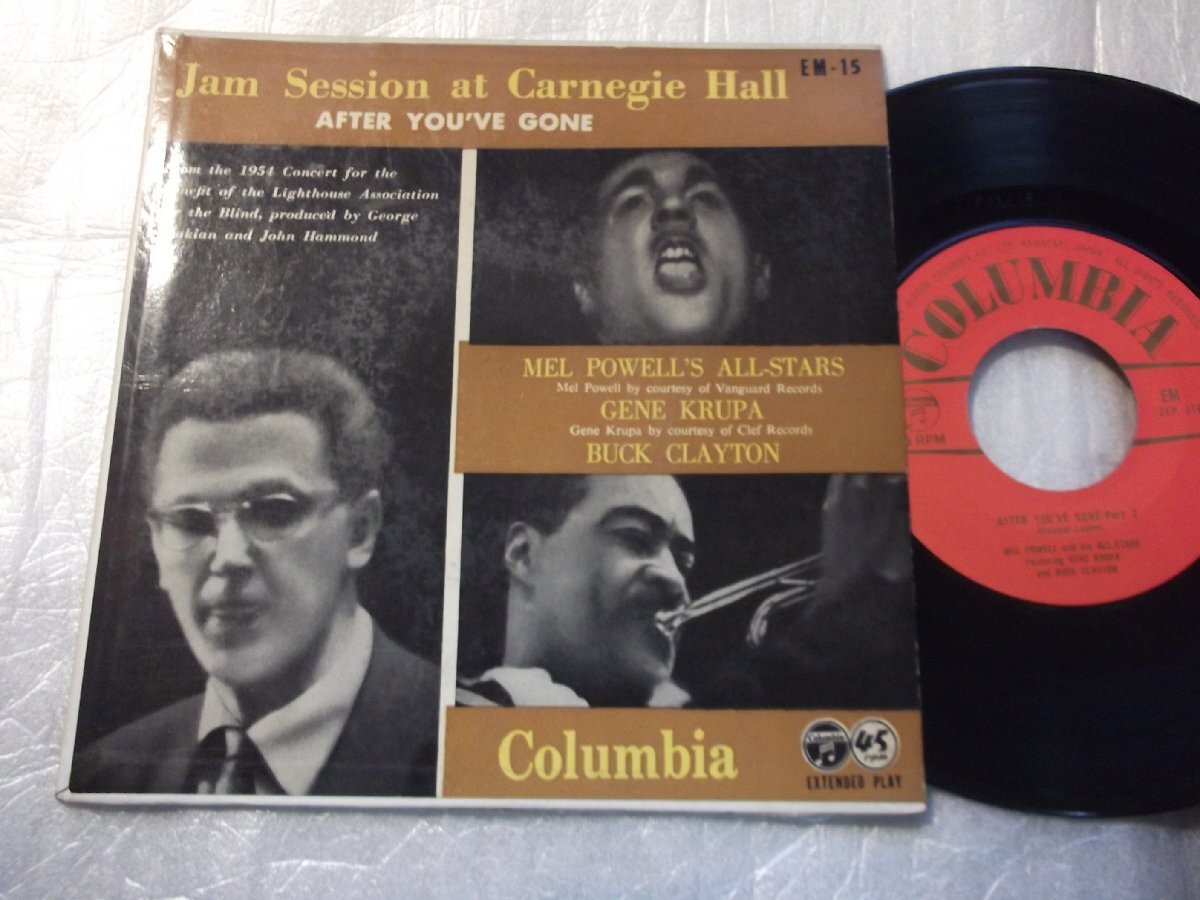 Jam Session at Carnegie Hall
EM-15
AFTER YOU'VE GONE
the 1954 Concert for the
of the Lighthouse Association
the Blind, produced by George
and John Hammond
MEL POWELL'S ALL-STARS
Mel Powell by courtesy of Vanguard Records
GENE KRUPA
Gene Krupa by courtesy of Clef Records
BUCK CLAYTON
Columbia
45
EXTENDED PLAY
COLUMBIA
EM
RPM
AFTER YOU'VE GONE-Part 2
MEL POWELL and his ALL-STARS
Featuring GENE KRUPA
and BUCK CLAYTON